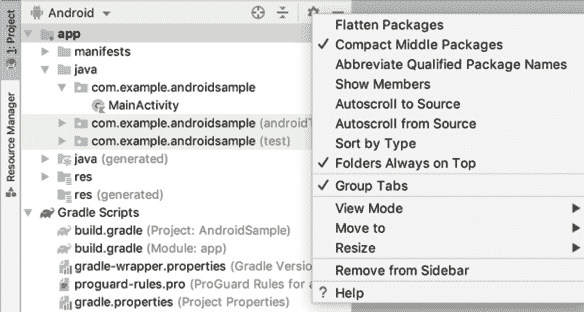 1: Project
Resource Manager
Android
app
manifests
java
com.example.androidsample
MainActivity
com.example.androidsample
com.example.androidsample (test)
java (generated)
res
res (generated)
Gradle Scripts
build.gradle (Project: AndroidSample)
build.gradle (Module: app)
gradle-wrapper.properties (Gradle Versio
proguard-rules.pro (ProGuard Rules for a
gradle.properties (Project Properties)
Flatten Packages
✓ Compact Middle Packages
Abbreviate Qualified Package Names
Show Members
Autoscroll to Source
Autoscroll from Source
Sort by Type
✓ Folders Always on Top
✓ Group Tabs
View Mode
Move to
Resize
Remove from Sidebar
? Help